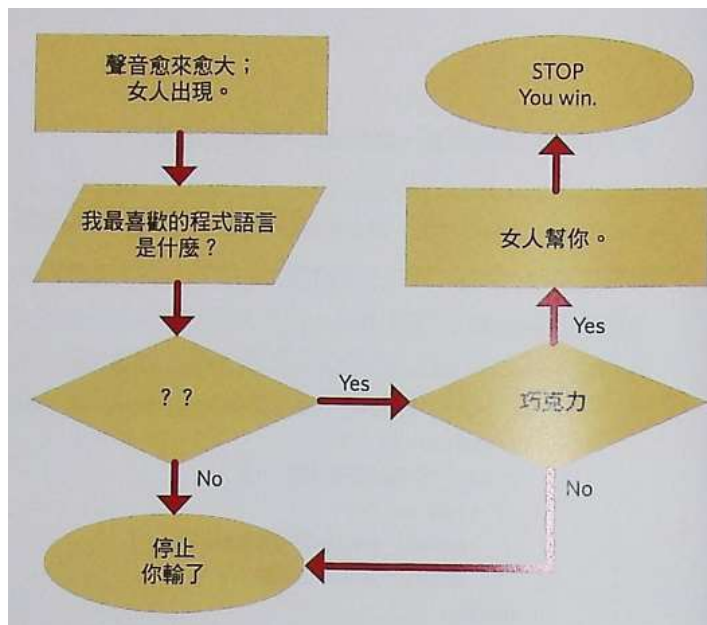 聲音愈來愈大；
女人出現。
我最喜歡的程式語言
是什麼？
？？
Yes
No
停止
你輸了
巧克力
Yes
No
女人幫你。
STOP
You win.